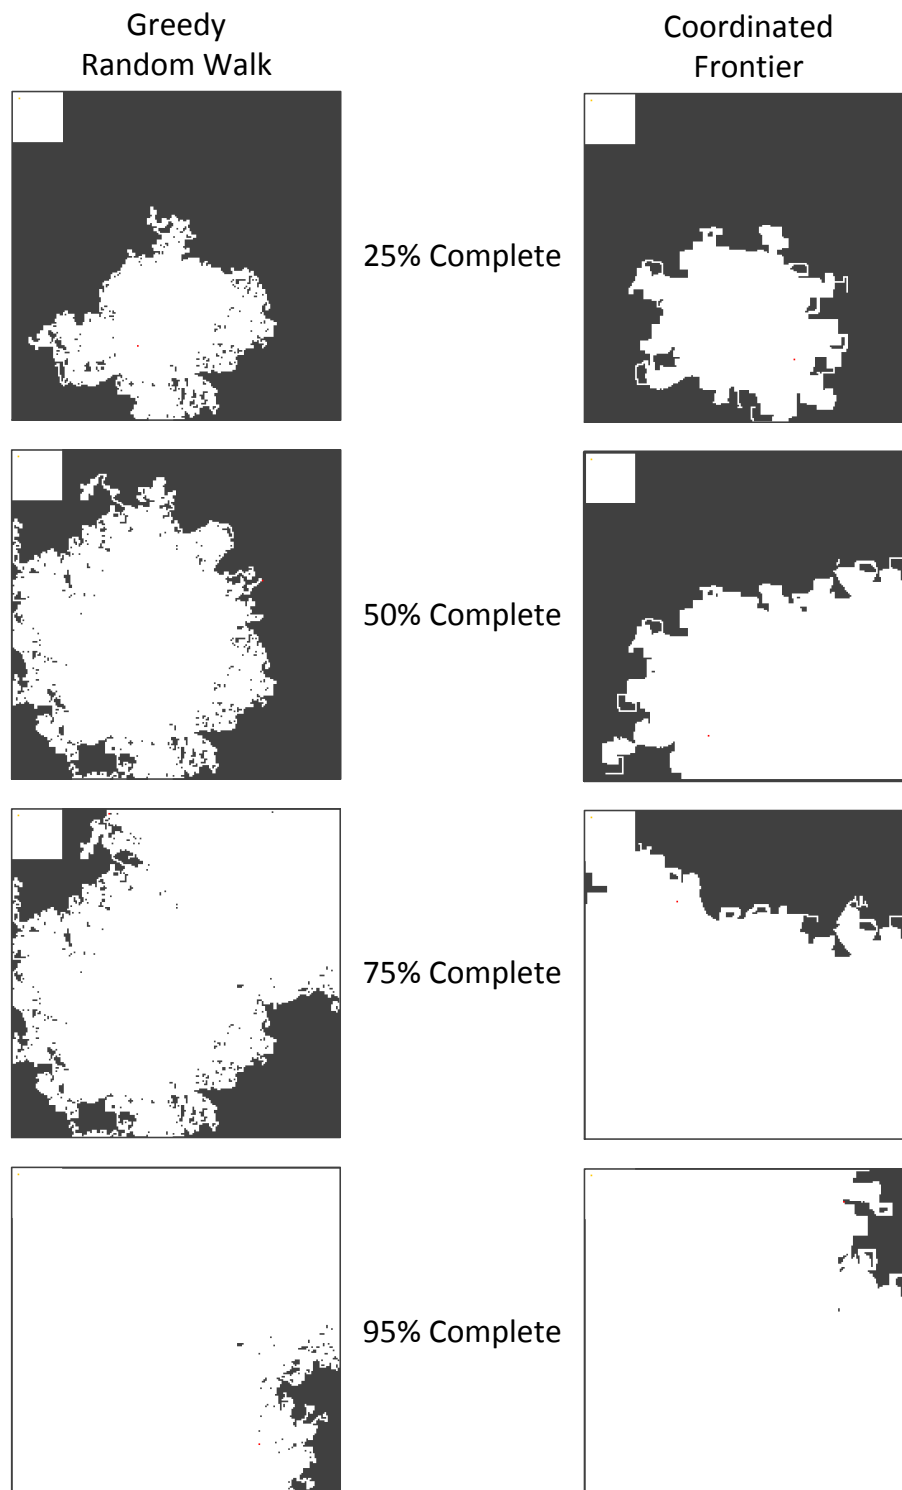 Greedy
Random Walk
Coordinated
Frontier
25% Complete
50% Complete
75% Complete
95% Complete